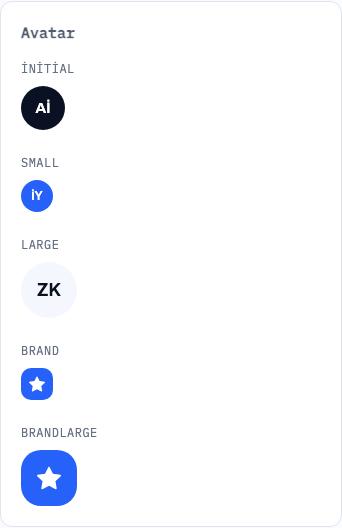 Avatar
İNİTİAL
Aİ
SMALL
İY
LARGE
ZK
BRAND
BRANDLARGE